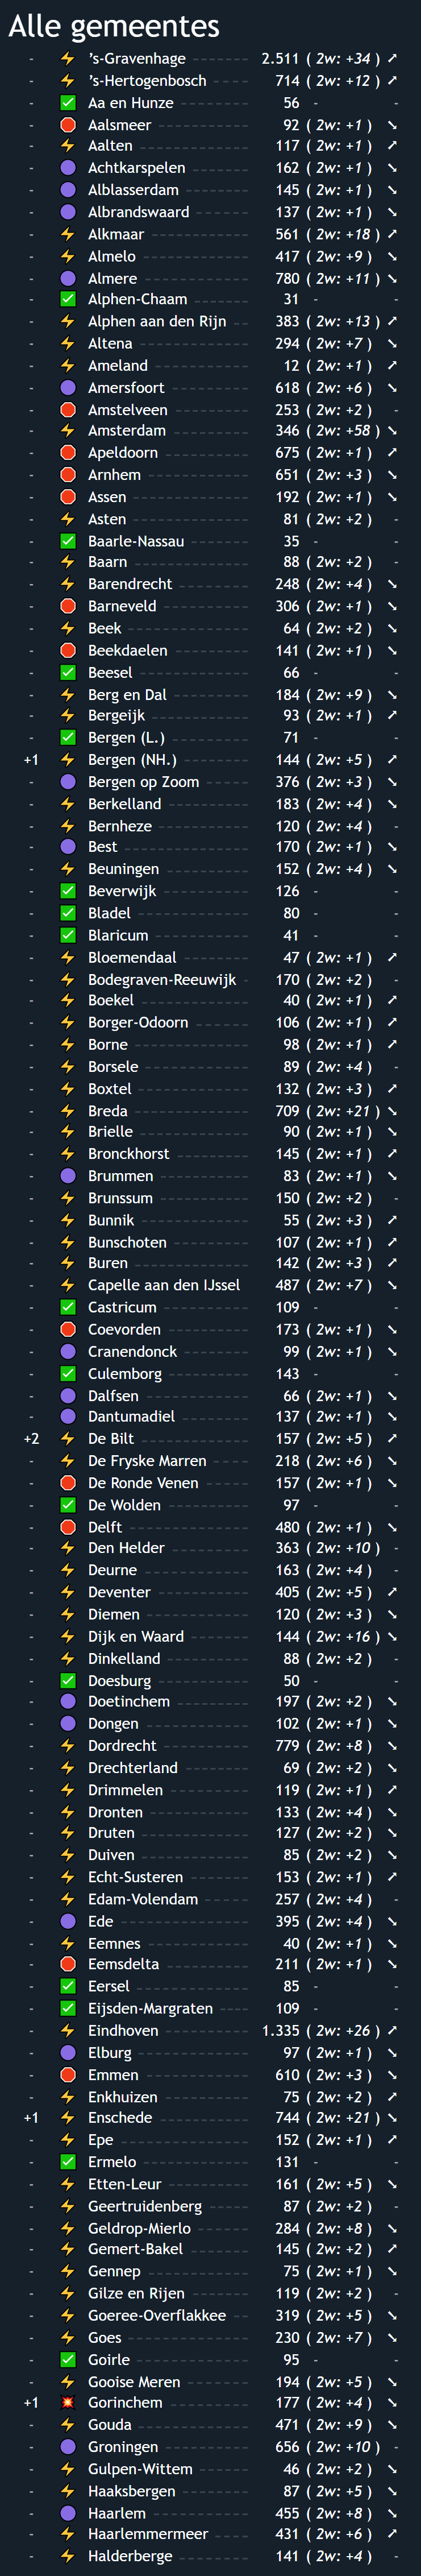 Alle gemeentes
- ⚡ ’s-Gravenhage 2.511 ( 2w: +34 ) ➚
- ⚡ ’s-Hertogenbosch 714 ( 2w: +12 ) ➚
- ✅ Aa en Hunze 56 - -
- 🛑 Aalsmeer 92 ( 2w: +1 ) ➘
- ⚡ Aalten 117 ( 2w: +1 ) ➚
- 🟣 Achtkarspelen 162 ( 2w: +1 ) ➘
- 🟣 Alblasserdam 145 ( 2w: +1 ) ➘
- 🟣 Albrandswaard 137 ( 2w: +1 ) ➘
- ⚡ Alkmaar 561 ( 2w: +18 ) ➚
- ⚡ Almelo 417 ( 2w: +9 ) ➘
- 🟣 Almere 780 ( 2w: +11 ) ➘
- ✅ Alphen-Chaam 31 - -
- ⚡ Alphen aan den Rijn 383 ( 2w: +13 ) ➚
- ⚡ Altena 294 ( 2w: +7 ) ➘
- ⚡ Ameland 12 ( 2w: +1 ) ➚
- 🟣 Amersfoort 618 ( 2w: +6 ) ➘
- 🛑 Amstelveen 253 ( 2w: +2 ) -
- ⚡ Amsterdam 346 ( 2w: +58 ) ➘
- 🛑 Apeldoorn 675 ( 2w: +1 ) ➚
- 🛑 Arnhem 651 ( 2w: +3 ) ➘
- 🛑 Assen 192 ( 2w: +1 ) ➘
- ⚡ Asten 81 ( 2w: +2 ) -
- ✅ Baarle-Nassau 35 - -
- ⚡ Baarn 88 ( 2w: +2 ) -
- ⚡ Barendrecht 248 ( 2w: +4 ) ➘
- 🛑 Barneveld 306 ( 2w: +1 ) ➘
- ⚡ Beek 64 ( 2w: +2 ) ➘
- 🛑 Beekdaelen 141 ( 2w: +1 ) ➘
- ✅ Beesel 66 - -
- ⚡ Berg en Dal 184 ( 2w: +9 ) ➘
- ⚡ Bergeijk 93 ( 2w: +1 ) ➚
- ✅ Bergen (L.) 71 - -
+1 ⚡ Bergen (NH.) 144 ( 2w: +5 ) ➚
- 🟣 Bergen op Zoom 376 ( 2w: +3 ) ➘
- ⚡ Berkelland 183 ( 2w: +4 ) ➘
- ⚡ Bernheze 120 ( 2w: +4 ) -
- 🟣 Best 170 ( 2w: +1 ) ➘
- ⚡ Beuningen 152 ( 2w: +4 ) ➘
- ✅ Beverwijk 126 - -
- ✅ Bladel 80 - -
- ✅ Blaricum 41 - -
- ⚡ Bloemendaal 47 ( 2w: +1 ) ➚
- ⚡ Bodegraven-Reeuwijk 170 ( 2w: +2 ) -
- ⚡ Boekel 40 ( 2w: +1 ) ➚
- ⚡ Borger-Odoorn 106 ( 2w: +1 ) ➚
- ⚡ Borne 98 ( 2w: +1 ) ➚
- ⚡ Borsele 89 ( 2w: +4 ) -
- ⚡ Boxtel 132 ( 2w: +3 ) ➚
- ⚡ Breda 709 ( 2w: +21 ) ➘
- ⚡ Brielle 90 ( 2w: +1 ) ➘
- ⚡ Bronckhorst 145 ( 2w: +1 ) ➚
- 🟣 Brummen 83 ( 2w: +1 ) ➘
- ⚡ Brunssum 150 ( 2w: +2 ) -
- ⚡ Bunnik 55 ( 2w: +3 ) ➚
- ⚡ Bunschoten 107 ( 2w: +1 ) ➚
- ⚡ Buren 142 ( 2w: +3 ) ➚
- ⚡ Capelle aan den IJssel 487 ( 2w: +7 ) ➘
- ✅ Castricum 109 - -
- 🛑 Coevorden 173 ( 2w: +1 ) ➘
- 🟣 Cranendonck 99 ( 2w: +1 ) ➘
- ✅ Culemborg 143 - -
- 🟣 Dalfsen 66 ( 2w: +1 ) ➘
- 🟣 Dantumadiel 137 ( 2w: +1 ) ➘
+2 ⚡ De Bilt 157 ( 2w: +5 ) ➚
- ⚡ De Fryske Marren 218 ( 2w: +6 ) ➘
- 🛑 De Ronde Venen 157 ( 2w: +1 ) ➘
- ✅ De Wolden 97 - -
- 🛑 Delft 480 ( 2w: +1 ) ➘
- ⚡ Den Helder 363 ( 2w: +10 ) -
- ⚡ Deurne 163 ( 2w: +4 ) -
- ⚡ Deventer 405 ( 2w: +5 ) ➚
- ⚡ Diemen 120 ( 2w: +3 ) ➘
- ⚡ Dijk en Waard 144 ( 2w: +16 ) ➘
- ⚡ Dinkelland 88 ( 2w: +2 ) -
- ✅ Doesburg 50 - -
- 🟣 Doetinchem 197 ( 2w: +2 ) ➘
- 🟣 Dongen 102 ( 2w: +1 ) ➘
- ⚡ Dordrecht 779 ( 2w: +8 ) ➘
- ⚡ Drechterland 69 ( 2w: +2 ) ➘
- ⚡ Drimmelen 119 ( 2w: +1 ) ➚
- ⚡ Dronten 133 ( 2w: +4 ) ➘
- ⚡ Druten 127 ( 2w: +2 ) ➘
- ⚡ Duiven 85 ( 2w: +2 ) ➘
- ⚡ Echt-Susteren 153 ( 2w: +1 ) ➚
- ⚡ Edam-Volendam 257 ( 2w: +4 ) -
- 🟣 Ede 395 ( 2w: +4 ) ➘
- ⚡ Eemnes 40 ( 2w: +1 ) ➘
- 🛑 Eemsdelta 211 ( 2w: +1 ) ➘
- ✅ Eersel 85 - -
- ✅ Eijsden-Margraten 109 - -
- ⚡ Eindhoven 1.335 ( 2w: +26 ) ➚
- 🟣 Elburg 97 ( 2w: +1 ) ➘
- 🛑 Emmen 610 ( 2w: +3 ) ➘
- ⚡ Enkhuizen 75 ( 2w: +2 ) ➚
+1 ⚡ Enschede 744 ( 2w: +21 ) ➘
- ⚡ Epe 152 ( 2w: +1 ) ➚
- ✅ Ermelo 131 - -
- ⚡ Etten-Leur 161 ( 2w: +5 ) ➘
- ⚡ Geertruidenberg 87 ( 2w: +2 ) -
- ⚡ Geldrop-Mierlo 284 ( 2w: +8 ) ➘
- ⚡ Gemert-Bakel 145 ( 2w: +2 ) ➚
- ⚡ Gennep 75 ( 2w: +1 ) ➘
- ⚡ Gilze en Rijen 119 ( 2w: +2 ) -
- ⚡ Goeree-Overflakkee 319 ( 2w: +5 ) ➘
- ⚡ Goes 230 ( 2w: +7 ) ➘
- ✅ Goirle 95 - -
- ⚡ Gooise Meren 194 ( 2w: +5 ) ➘
+1 💥 Gorinchem 177 ( 2w: +4 ) ➘
- ⚡ Gouda 471 ( 2w: +9 ) ➘
- 🟣 Groningen 656 ( 2w: +10 ) -
- ⚡ Gulpen-Wittem 46 ( 2w: +2 ) ➘
- ⚡ Haaksbergen 87 ( 2w: +5 ) ➘
- 🟣 Haarlem 455 ( 2w: +8 ) ➘
- ⚡ Haarlemmermeer 431 ( 2w: +6 ) ➚
- ⚡ Halderberge 141 ( 2w: +4 ) -